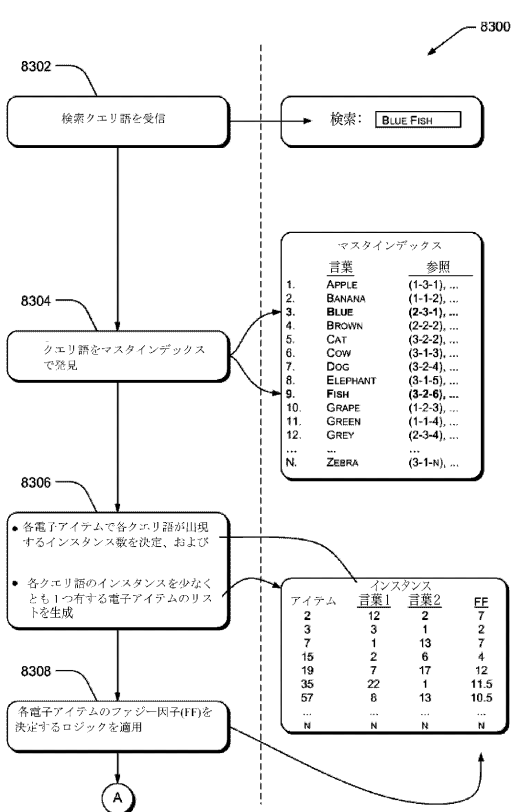 8300
8302
検索クエリ語を受信
検索: BLUE FISH
マスタインデックス
言葉 参照
1. APPLE (1-3-1), ...
2. BANANA (1-1-2), ...
3. BLUE (2-3-1), ...
4. BROWN (2-2-2), ...
5. CAT (3-2-2), ...
6. COW (3-1-3), ...
7. DOG (3-2-4), ...
8. ELEPHANT (3-1-5), ...
9. FISH (3-2-6), ...
10. GRAPE (1-2-3), ...
11. GREEN (1-1-4), ...
12. GREY (2-3-4), ...
... ... ...
N. ZEBRA (3-1-N), ...
8304
クエリ語をマスタインデックス
で発見
8306
• 各電子アイテムで各クエリ語が出現
するインスタンス数を決定、および
• 各クエリ語のインスタンスを少なく
とも1つ有する電子アイテムのリス
トを生成
インスタンス
アイテム 言葉1 言葉2 FF
2 12 2 7
3 3 1 2
7 1 13 7
15 2 6 4
19 7 17 12
35 22 1 11.5
57 8 13 10.5
... ... ... ...
N N N N
8308
各電子アイテムのファジー因子(FF)を
決定するロジックを適用
A